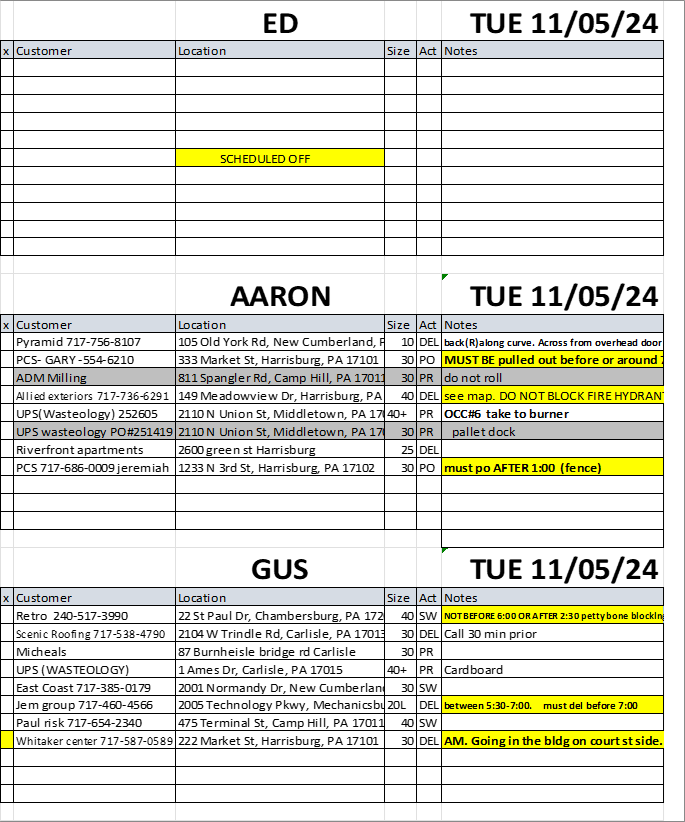 ED TUE 11/05/24
x Customer Location Size Act Notes
SCHEDULED OFF
AARON TUE 11/05/24
x Customer Location Size Act Notes
Pyramid 717-756-8107 105 Old York Rd, New Cumberland, P 10 DEL back(R)along curve. Across from overhead door
PCS- GARY -554-6210 333 Market St, Harrisburg, PA 17101 30 PO MUST BE pulled out before or around
ADM Milling 811 Spangler Rd, Camp Hill, PA 17011 30 PR do not roll
Allied exteriors 717-736-6291 149 Meadowview Dr, Harrisburg, PA 40 DEL see map. DO NOT BLOCK FIRE HYDRAN
UPS(Wasteology) 252605 2110 N Union St, Middletown, PA 170 40+ PR OCC#6 take to burner
UPS wasteology PO#251419 2110 N Union St, Middletown, PA 170 30 PR pallet dock
Riverfront apartments 2600 green st Harrisburg 25 DEL
PCS 717-686-0009 jeremiah 1233 N 3rd St, Harrisburg, PA 17102 30 PO must po AFTER 1:00 (fence)
GUS TUE 11/05/24
x Customer Location Size Act Notes
Retro 240-517-3990 22 St Paul Dr, Chambersburg, PA 172 40 SW NOT BEFORE 6:00 OR AFTER 2:30 petty bone blocking
Scenic Roofing 717-538-4790 2104 W Trindle Rd, Carlisle, PA 17013 30 DEL Call 30 min prior
Micheals 87 Burnheisle bridge rd Carlisle 30 PR
UPS (WASTEOLOGY) 1 Ames Dr, Carlisle, PA 17015 40+ PR Cardboard
East Coast 717-385-0179 2001 Normandy Dr, New Cumberlan 30 SW
Jem group 717-460-4566 2005 Technology Pkwy, Mechanicsbu 20L DEL between 5:30-7:00. must del before 7:00
Paul risk 717-654-2340 475 Terminal St, Camp Hill, PA 17011 40 SW
Whitaker center 717-587-0589 222 Market St, Harrisburg, PA 17101 30 DEL AM. Going in the bldg on court st side.